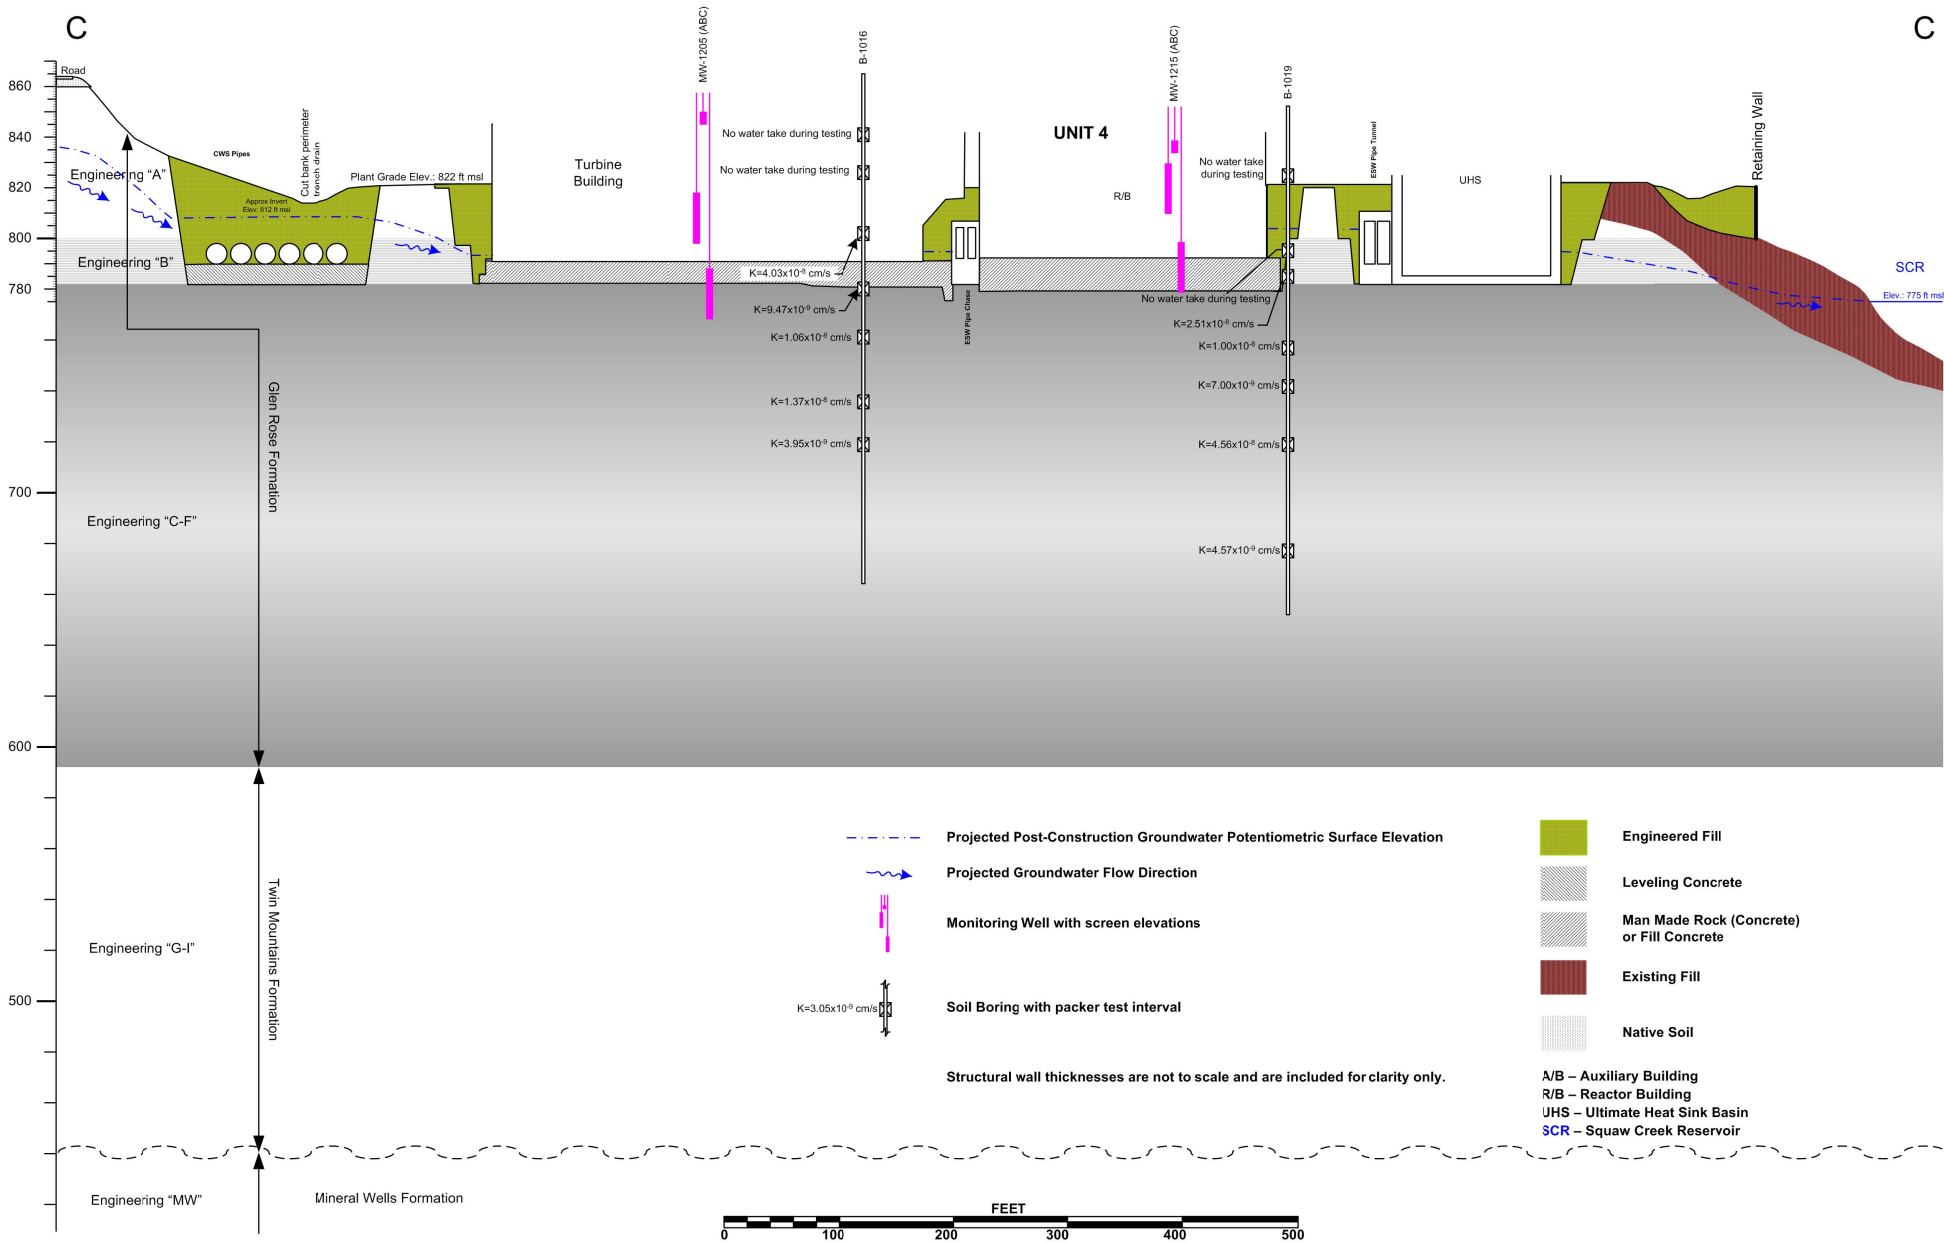 C
C
MW-1205 (ABC)
B-1016
MW-1215 (ABC)
B-1019
Retaining Wall
Road
860
840
820
800
780
700
600
500
CWS Pipes
Cut bank perimeter
trench drain
Plant Grade Elev.: 822 ft msl
Approx Invert
Elev: 812 ft msl
Engineering “A”
Engineering “B”
Turbine
Building
UNIT 4
R/B
ESW Pipe Tunnel
UHS
ESW Pipe Chase
SCR
Elev.: 775 ft msl
No water take during testing
No water take during testing
K=4.03x10-8 cm/s
K=9.47x10-9 cm/s
K=1.06x10-8 cm/s
K=1.37x10-8 cm/s
K=3.95x10-9 cm/s
No water take
during testing
No water take during testing
K=2.51x10-8 cm/s
K=1.00x10-8 cm/s
K=7.00x10-9 cm/s
K=4.56x10-8 cm/s
K=4.57x10-9 cm/s
Glen Rose Formation
Engineering “C-F”
Twin Mountains Formation
Engineering “G-I”
Engineering “MW”
Mineral Wells Formation
Projected Post-Construction Groundwater Potentiometric Surface Elevation
Projected Groundwater Flow Direction
Monitoring Well with screen elevations
K=3.05x10-9 cm/s
Soil Boring with packer test interval
Structural wall thicknesses are not to scale and are included for clarity only.
Engineered Fill
Leveling Concrete
Man Made Rock (Concrete)
or Fill Concrete
Existing Fill
Native Soil
A/B – Auxiliary Building
R/B – Reactor Building
UHS – Ultimate Heat Sink Basin
SCR – Squaw Creek Reservoir
FEET
0 100 200 300 400 500